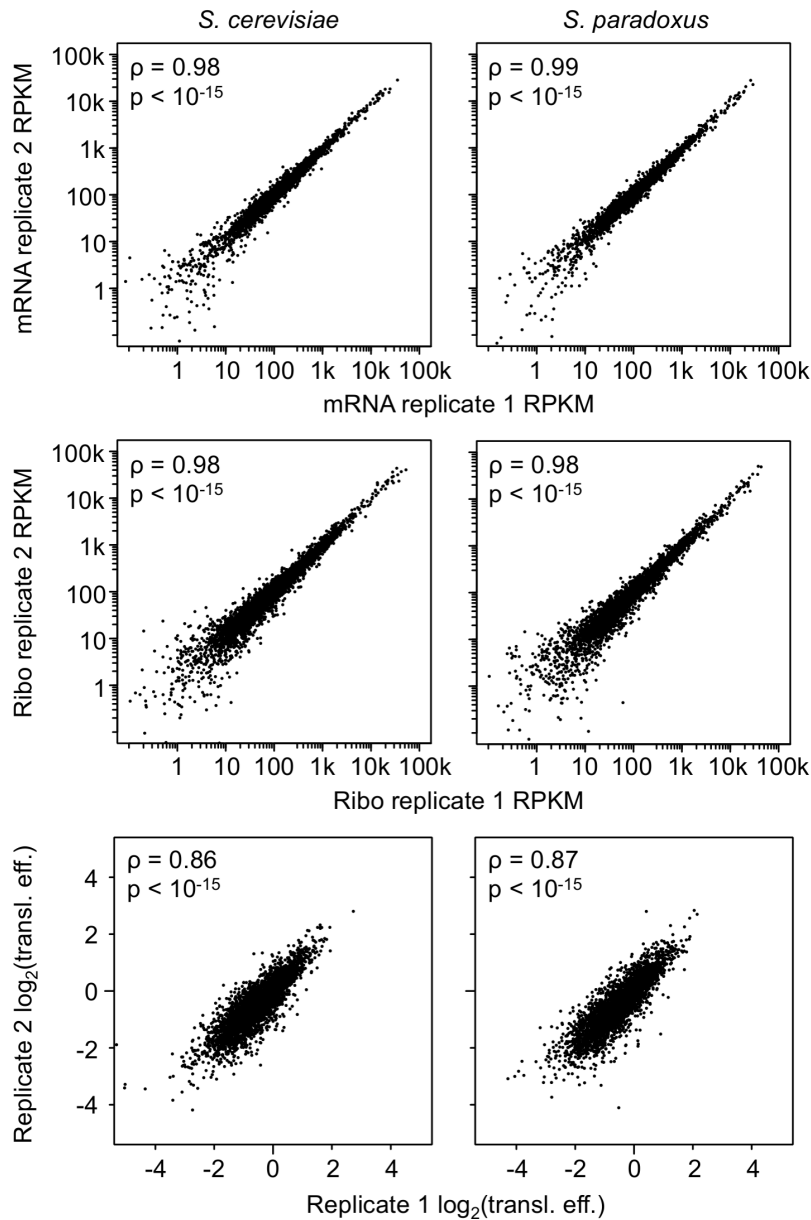 S. cerevisiae
S. paradoxus
mRNA replicate 2 RPKM
100k
10k
1k
100
10
1
ρ = 0.98
p < 10⁻¹⁵
ρ = 0.99
p < 10⁻¹⁵
1 10 100 1k 10k 100k
1 10 100 1k 10k 100k
mRNA replicate 1 RPKM
Ribo replicate 2 RPKM
100k
10k
1k
100
10
1
ρ = 0.98
p < 10⁻¹⁵
ρ = 0.98
p < 10⁻¹⁵
1 10 100 1k 10k 100k
1 10 100 1k 10k 100k
Ribo replicate 1 RPKM
Replicate 2 log₂(transl. eff.)
4
2
0
-2
-4
ρ = 0.86
p < 10⁻¹⁵
ρ = 0.87
p < 10⁻¹⁵
-4 -2 0 2 4
-4 -2 0 2 4
Replicate 1 log₂(transl. eff.)